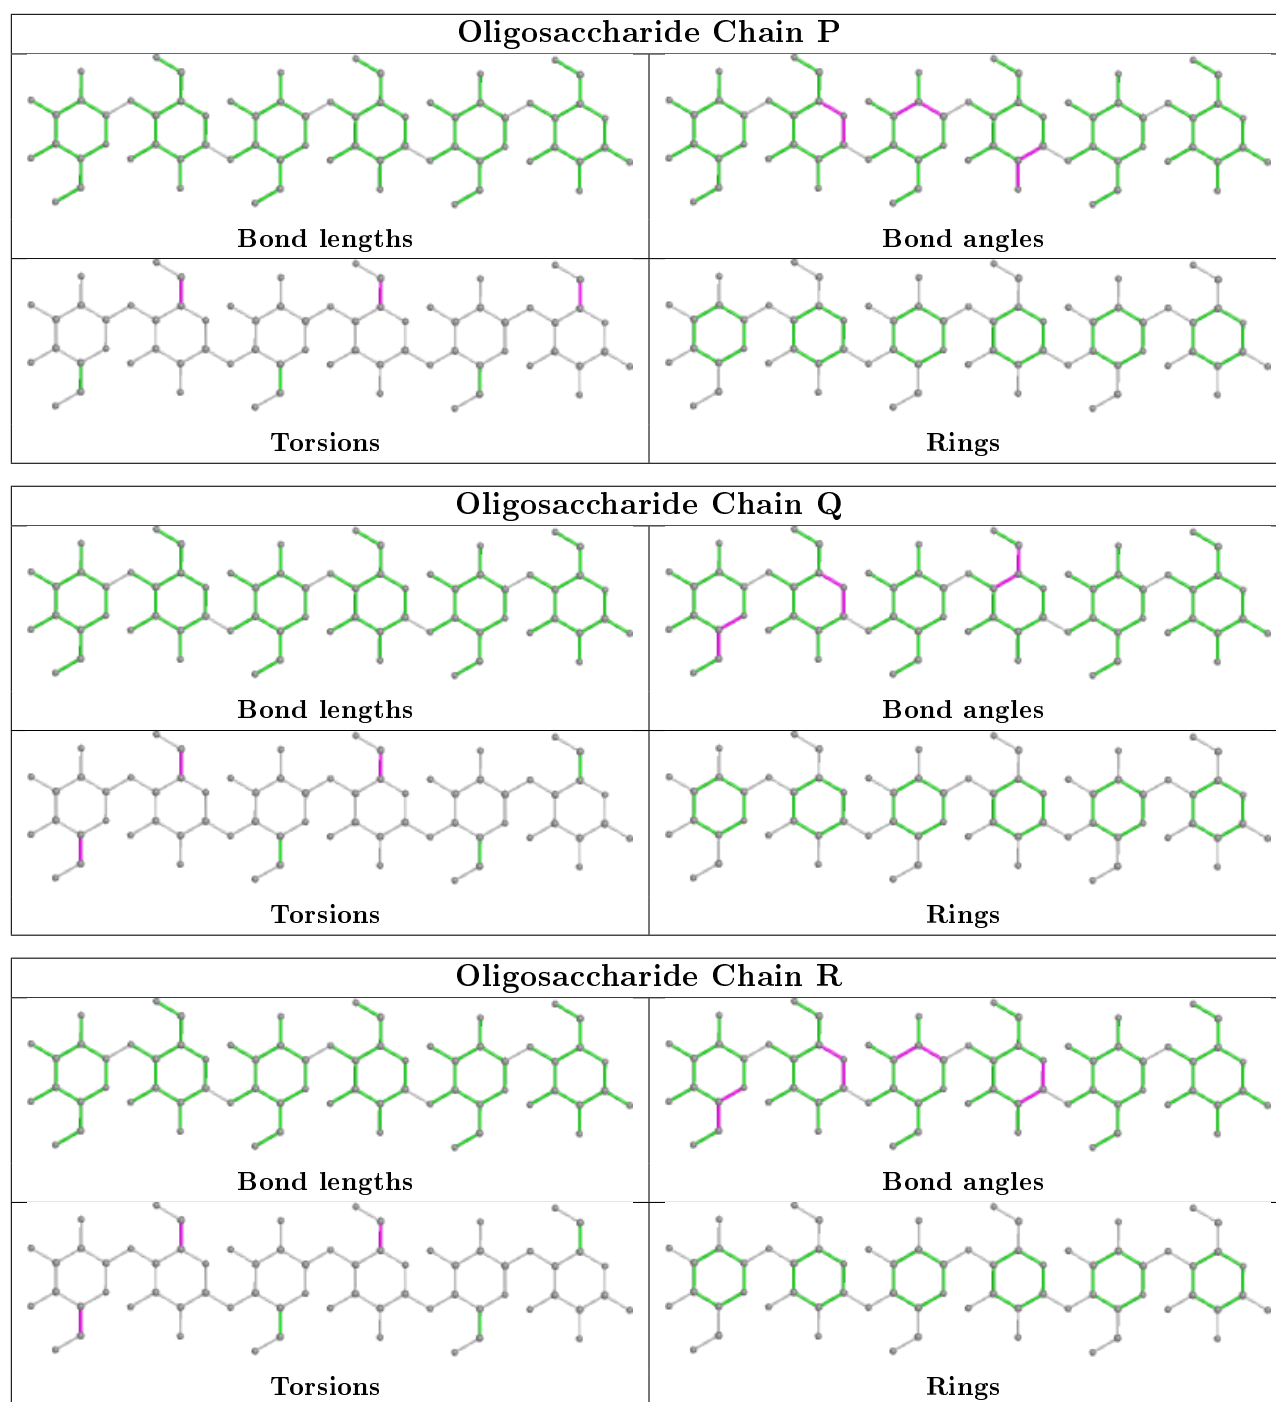 Oligosaccharide Chain P
Bond lengths
Bond angles
Torsions
Rings
Oligosaccharide Chain Q
Bond lengths
Bond angles
Torsions
Rings
Oligosaccharide Chain R
Bond lengths
Bond angles
Torsions
Rings